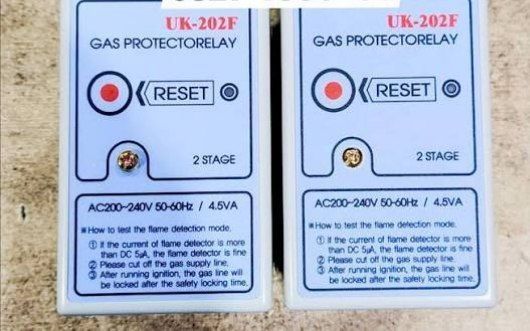 UK-202F
GAS PROTECTORELAY
RESET
2 STAGE
AC200~240V 50-60Hz / 4.5VA
※How to test the flame detection mode.
① If the current of flame detector is more
than DC 5µA, the flame detector is fine
② Please cut off the gas supply line.
③ After running ignition, the gas line will
be locked after the safety locking time.
UK-202F
GAS PROTECTORELAY
RESET
2 STAGE
AC200~240V 50-60Hz / 4.5VA
※How to test the flame detection mode.
① If the current of flame detector is more
than DC 5µA, the flame detector is fine
② Please cut off the gas supply line.
③ After running ignition, the gas line will
be locked after the safety locking time.